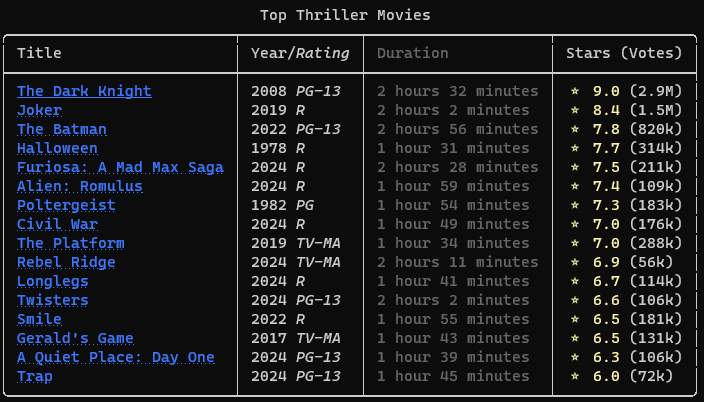 Top Thriller Movies
Title Year/Rating Duration Stars (Votes)
The Dark Knight 2008 PG-13 2 hours 32 minutes ⭐ 9.0 (2.9M)
Joker 2019 R 2 hours 2 minutes ⭐ 8.4 (1.5M)
The Batman 2022 PG-13 2 hours 56 minutes ⭐ 7.8 (820k)
Halloween 1978 R 1 hour 31 minutes ⭐ 7.7 (314k)
Furiosa: A Mad Max Saga 2024 R 2 hours 28 minutes ⭐ 7.5 (211k)
Alien: Romulus 2024 R 1 hour 59 minutes ⭐ 7.4 (109k)
Poltergeist 1982 PG 1 hour 54 minutes ⭐ 7.3 (183k)
Civil War 2024 R 1 hour 49 minutes ⭐ 7.0 (176k)
The Platform 2019 TV-MA 1 hour 34 minutes ⭐ 7.0 (288k)
Rebel Ridge 2024 TV-MA 2 hours 11 minutes ⭐ 6.9 (56k)
Longlegs 2024 R 1 hour 41 minutes ⭐ 6.7 (114k)
Twisters 2024 PG-13 2 hours 2 minutes ⭐ 6.6 (106k)
Smile 2022 R 1 hour 55 minutes ⭐ 6.5 (181k)
Gerald's Game 2017 TV-MA 1 hour 43 minutes ⭐ 6.5 (131k)
A Quiet Place: Day One 2024 PG-13 1 hour 39 minutes ⭐ 6.3 (106k)
Trap 2024 PG-13 1 hour 45 minutes ⭐ 6.0 (72k)